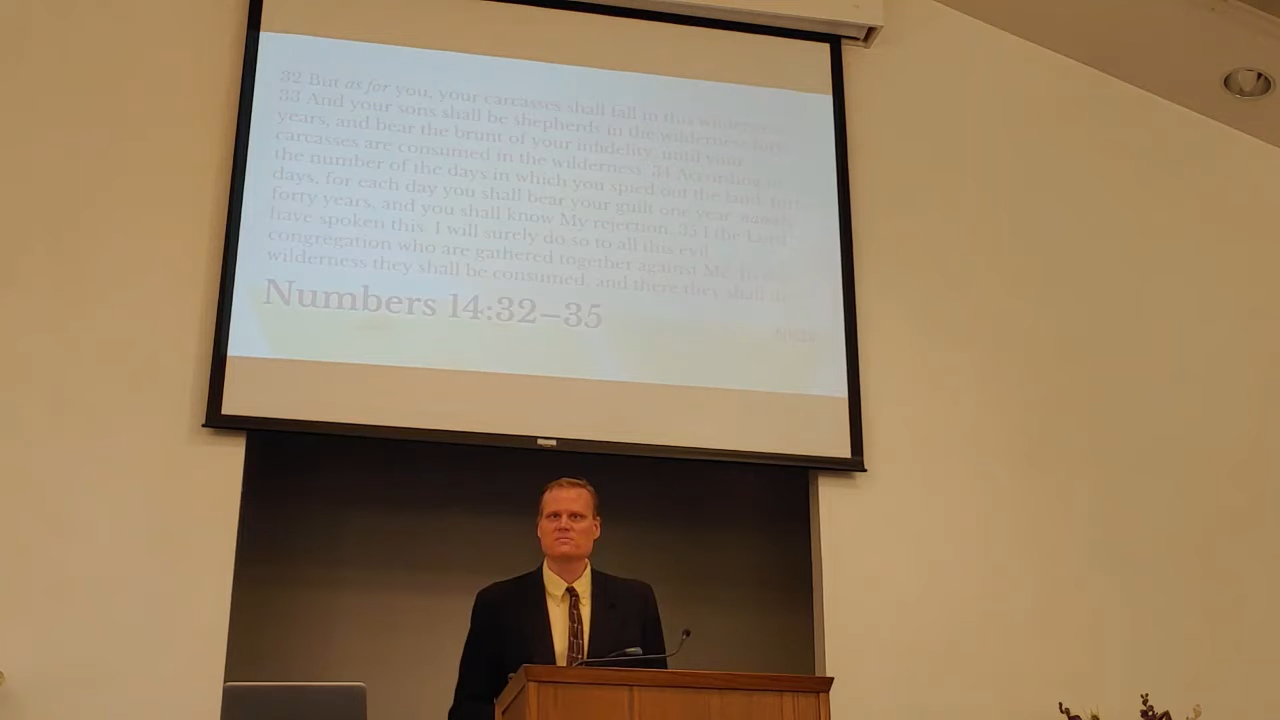 32 But as for you, your carcasses shall fall in this wilderness.
33 And your sons shall be shepherds in the wilderness forty
years, and bear the brunt of your infidelity, until your
carcasses are consumed in the wilderness. 34 According to
the number of the days in which you spied out the land, forty
days, for each day you shall bear your guilt one year, namely
forty years, and you shall know My rejection. 35 I the Lord
have spoken this. I will surely do so to all this evil
congregation who are gathered together against Me. In this
wilderness they shall be consumed, and there they shall die.
Numbers 14:32–35